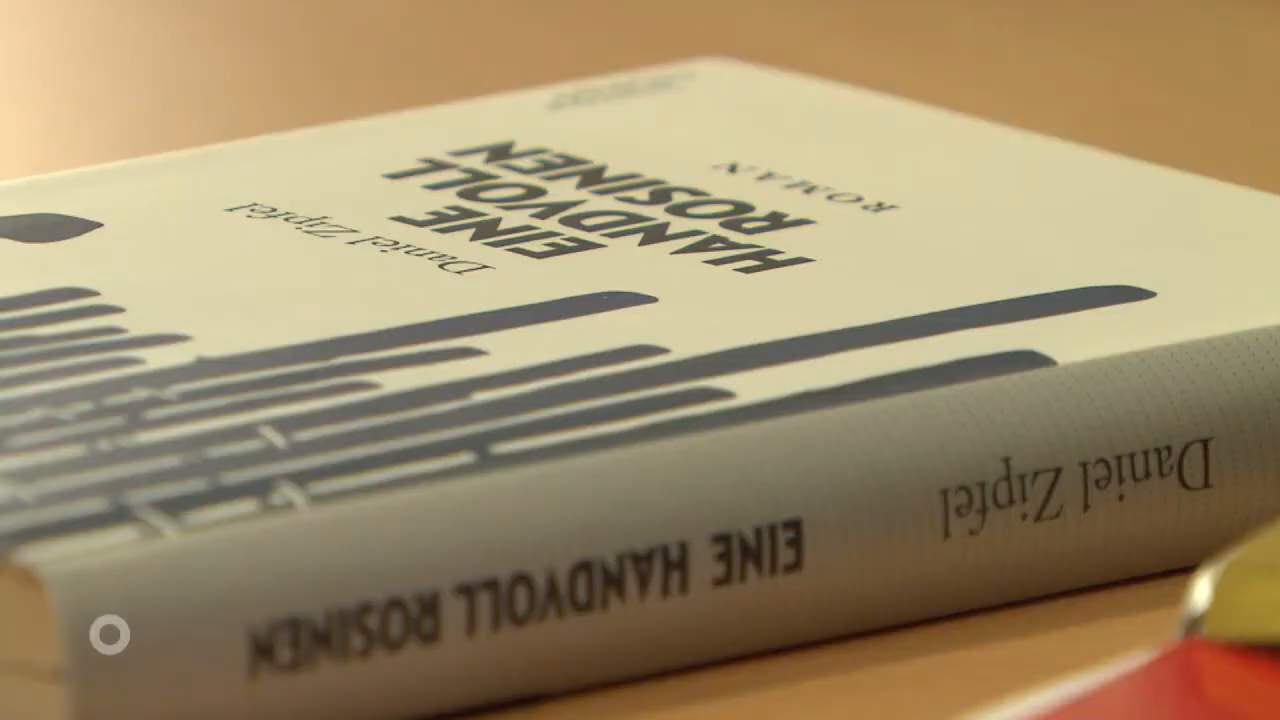 Daniel Zipfel
EINE
HANDVOLL
ROSINEN
ROMAN
Daniel Zipfel EINE HANDVOLL ROSINEN